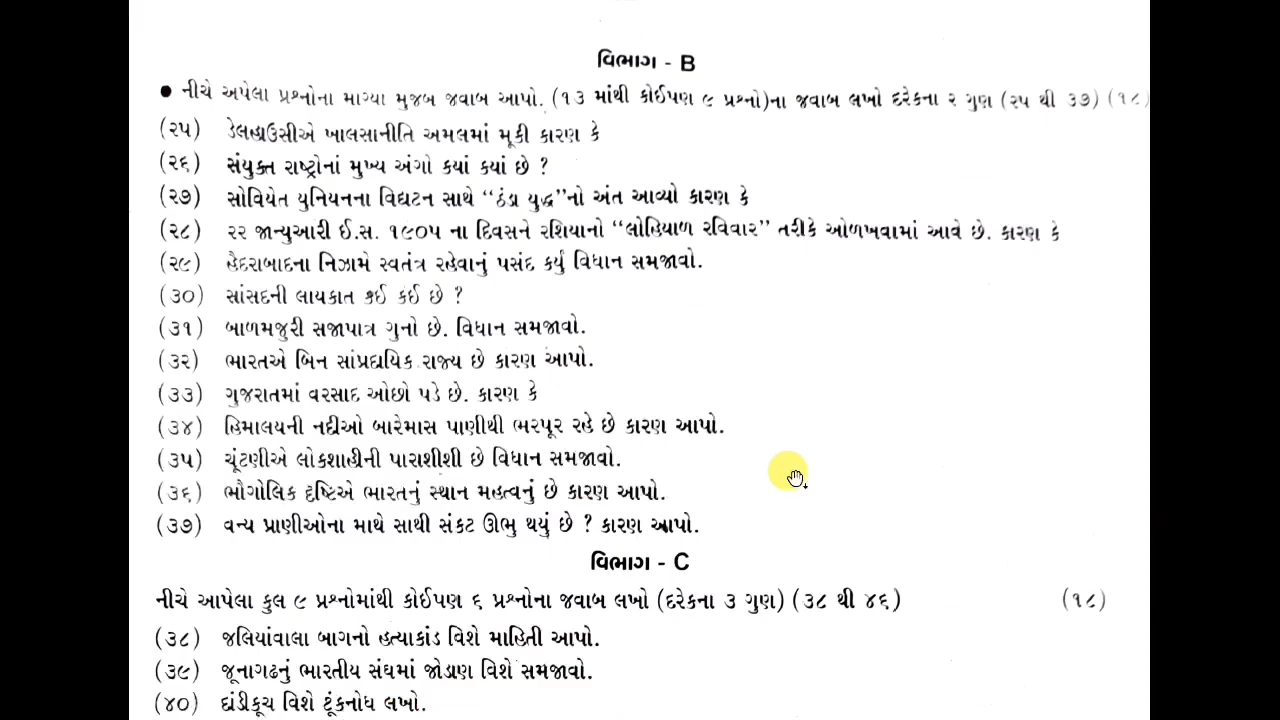 વિભાગ - B
● નીચે અપેલા પ્રશ્નોના માગ્યા મુજબ જવાબ આપો. (૧૩ માંથી કોઈપણ ૯ પ્રશ્નો)ના જવાબ લખો દરેકના ૨ ગુણ (૨૫ થી ૩૭) (૧૮)
(૨૫) ડેલહાઉસીએ ખાલસાનીતિ અમલમાં મૂકી કારણ કે
(૨૬) સંયુક્ત રાષ્ટ્રોનાં મુખ્ય અંગો કયાં કયાં છે ?
(૨૭) સોવિયેત યુનિયનના વિઘટન સાથે “ઠંડા યુદ્ધ”નો અંત આવ્યો કારણ કે
(૨૮) ૨૨ જાન્યુઆરી ઈ.સ. ૧૯૦૫ ના દિવસને રશિયાનો “લોહિયાળ રવિવાર” તરીકે ઓળખવામાં આવે છે. કારણ કે
(૨૯) હૈદરાબાદના નિઝામે સ્વતંત્ર રહેવાનું પસંદ કર્યું વિધાન સમજાવો.
(૩૦) સાંસદની લાયકાત કઈ કઈ છે ?
(૩૧) બાળમજુરી સજાપાત્ર ગુનો છે. વિધાન સમજાવો.
(૩૨) ભારતએ બિન સાંપ્રદાયિક રાજ્ય છે કારણ આપો.
(૩૩) ગુજરાતમાં વરસાદ ઓછો પડે છે. કારણ કે
(૩૪) હિમાલયની નદીઓ બારેમાસ પાણીથી ભરપૂર રહે છે કારણ આપો.
(૩૫) ચૂંટણીએ લોકશાહીની પારાશીશી છે વિધાન સમજાવો.
(૩૬) ભૌગોલિક દૃષ્ટિએ ભારતનું સ્થાન મહત્વનું છે કારણ આપો.
(૩૭) વન્ય પ્રાણીઓના માથે સાથી સંકટ ઊભુ થયું છે ? કારણ આપો.
વિભાગ - C
નીચે આપેલા કુલ ૯ પ્રશ્નોમાંથી કોઈપણ ૬ પ્રશ્નોના જવાબ લખો (દરેકના ૩ ગુણ) (૩૮ થી ૪૬) (૧૮)
(૩૮) જલિયાંવાલા બાગનો હત્યાકાંડ વિશે માહિતી આપો.
(૩૯) જૂનાગઢનું ભારતીય સંઘમાં જોડાણ વિશે સમજાવો.
(૪૦) દાંડીકૂચ વિશે ટૂંકનોધ લખો.